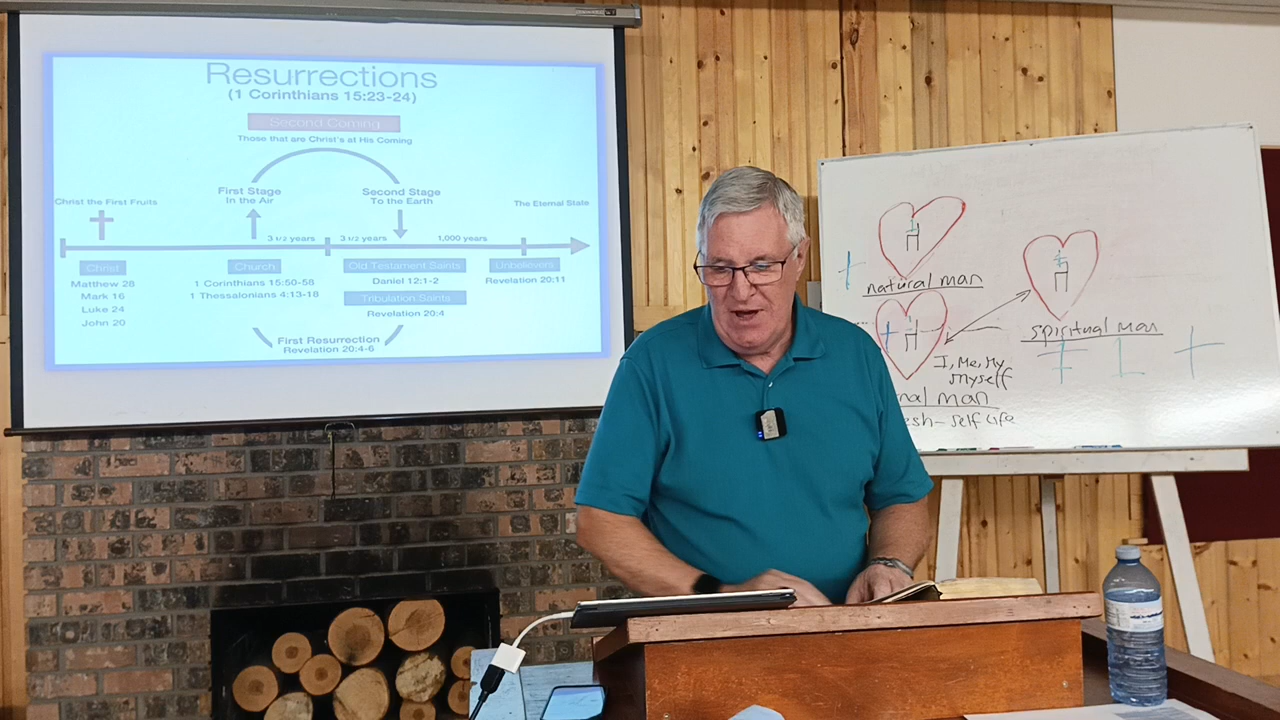 Resurrections
(1 Corinthians 15:23-24)
Second Coming
Those that are Christ's at His Coming
First Stage
In the Air
Second Stage
To the Earth
Christ the First Fruits
The Eternal State
3 1/2 years
3 1/2 years
1,000 years
Christ
Matthew 28
Mark 16
Luke 24
John 20
Church
1 Corinthians 15:50-58
1 Thessalonians 4:13-18
Old Testament Saints
Daniel 12:1-2
Tribulation Saints
Revelation 20:4
Unbelievers
Revelation 20:11
First Resurrection
Revelation 20:4-6
natural man
spiritual man
I, Me, My
Myself
nal man
esh - self life